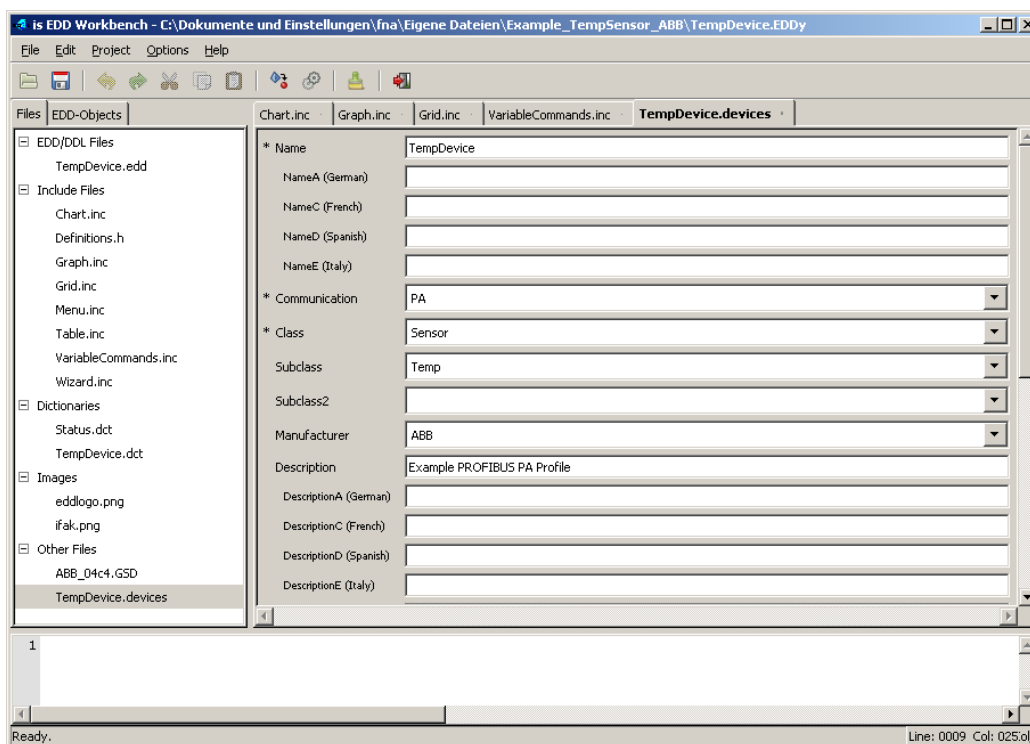 is EDD Workbench - C:\Dokumente und Einstellungen\fna\Eigene Dateien\Example_TempSensor_ABB\TempDevice.EDDy
File Edit Project Options Help
Files EDD-Objects
Chart.inc Graph.inc Grid.inc VariableCommands.inc TempDevice.devices
EDD/DDL Files
TempDevice.edd
Include Files
Chart.inc
Definitions.h
Graph.inc
Grid.inc
Menu.inc
Table.inc
VariableCommands.inc
Wizard.inc
Dictionaries
Status.dct
TempDevice.dct
Images
eddlogo.png
ifak.png
Other Files
ABB_04c4.GSD
TempDevice.devices
* Name TempDevice
NameA (German)
NameC (French)
NameD (Spanish)
NameE (Italy)
* Communication PA
* Class Sensor
Subclass Temp
Subclass2
Manufacturer ABB
Description Example PROFIBUS PA Profile
DescriptionA (German)
DescriptionC (French)
DescriptionD (Spanish)
DescriptionE (Italy)
1
Ready. Line: 0009 Col: 025